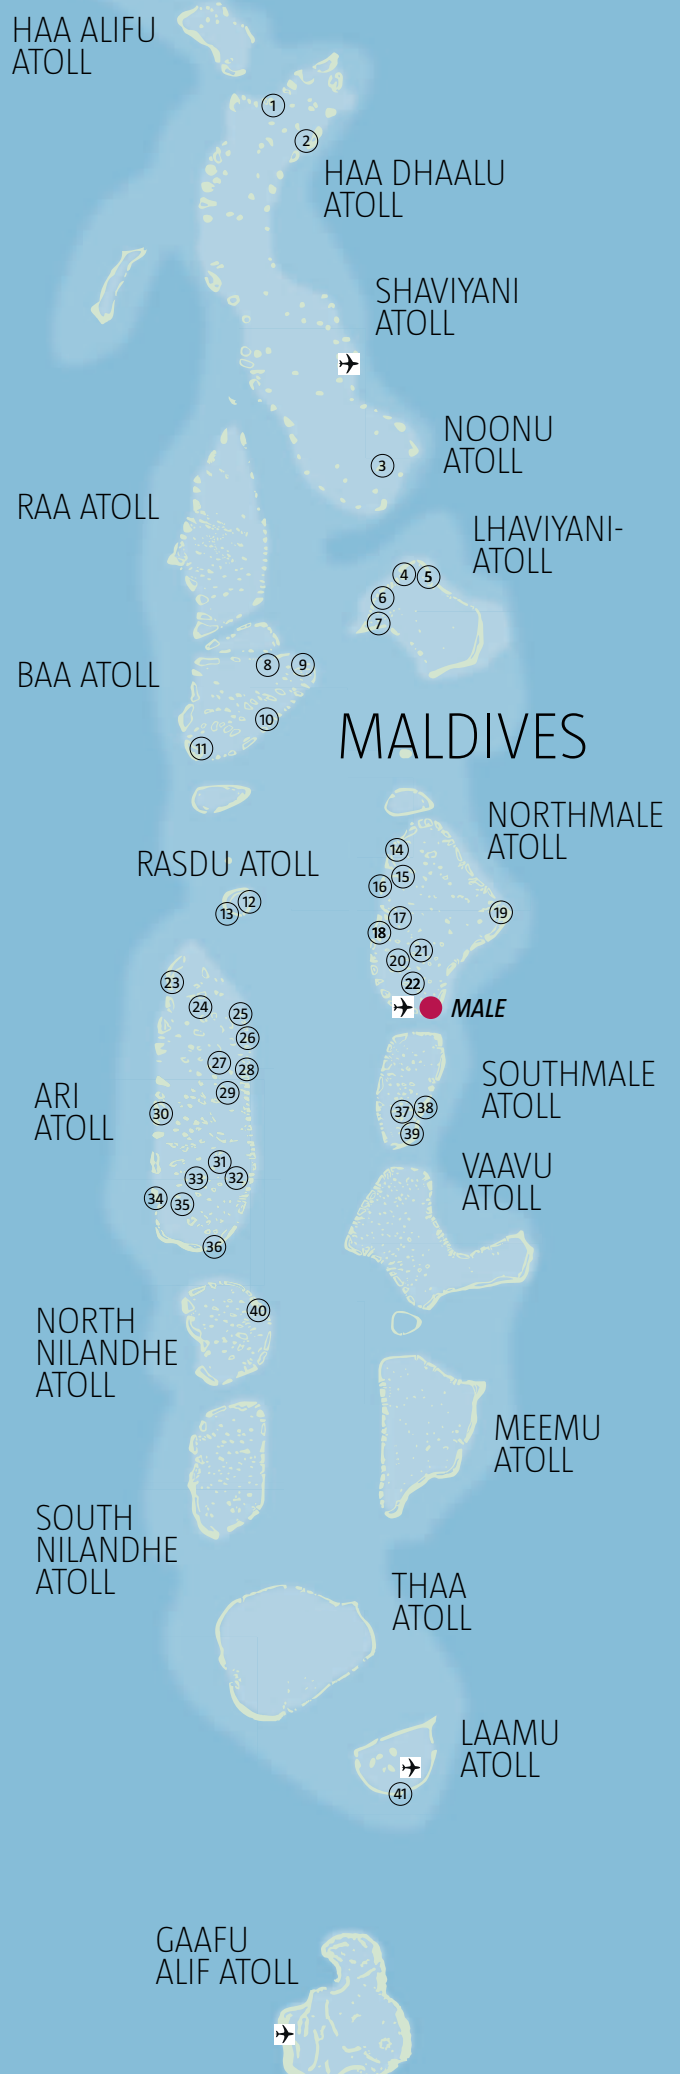 HAA ALIFU
ATOLL
1
2
HAA DHAALU
ATOLL
SHAVIYANI
ATOLL
NOONU
ATOLL
3
RAA ATOLL
LHAVIYANI-
ATOLL
4 5
6
7
BAA ATOLL
8 9
10
11
MALDIVES
NORTHMALE
ATOLL
14
15
16
RASDU ATOLL
12
13
17
18
19
20 21
22
MALE
23
24 25
26
27 28
29
30
ARI
ATOLL
31
32
33
34
35
36
SOUTHMALE
ATOLL
37 38
39
VAAVU
ATOLL
40
NORTH
NILANDHE
ATOLL
MEEMU
ATOLL
SOUTH
NILANDHE
ATOLL
THAA
ATOLL
LAAMU
ATOLL
41
GAAFU
ALIF ATOLL